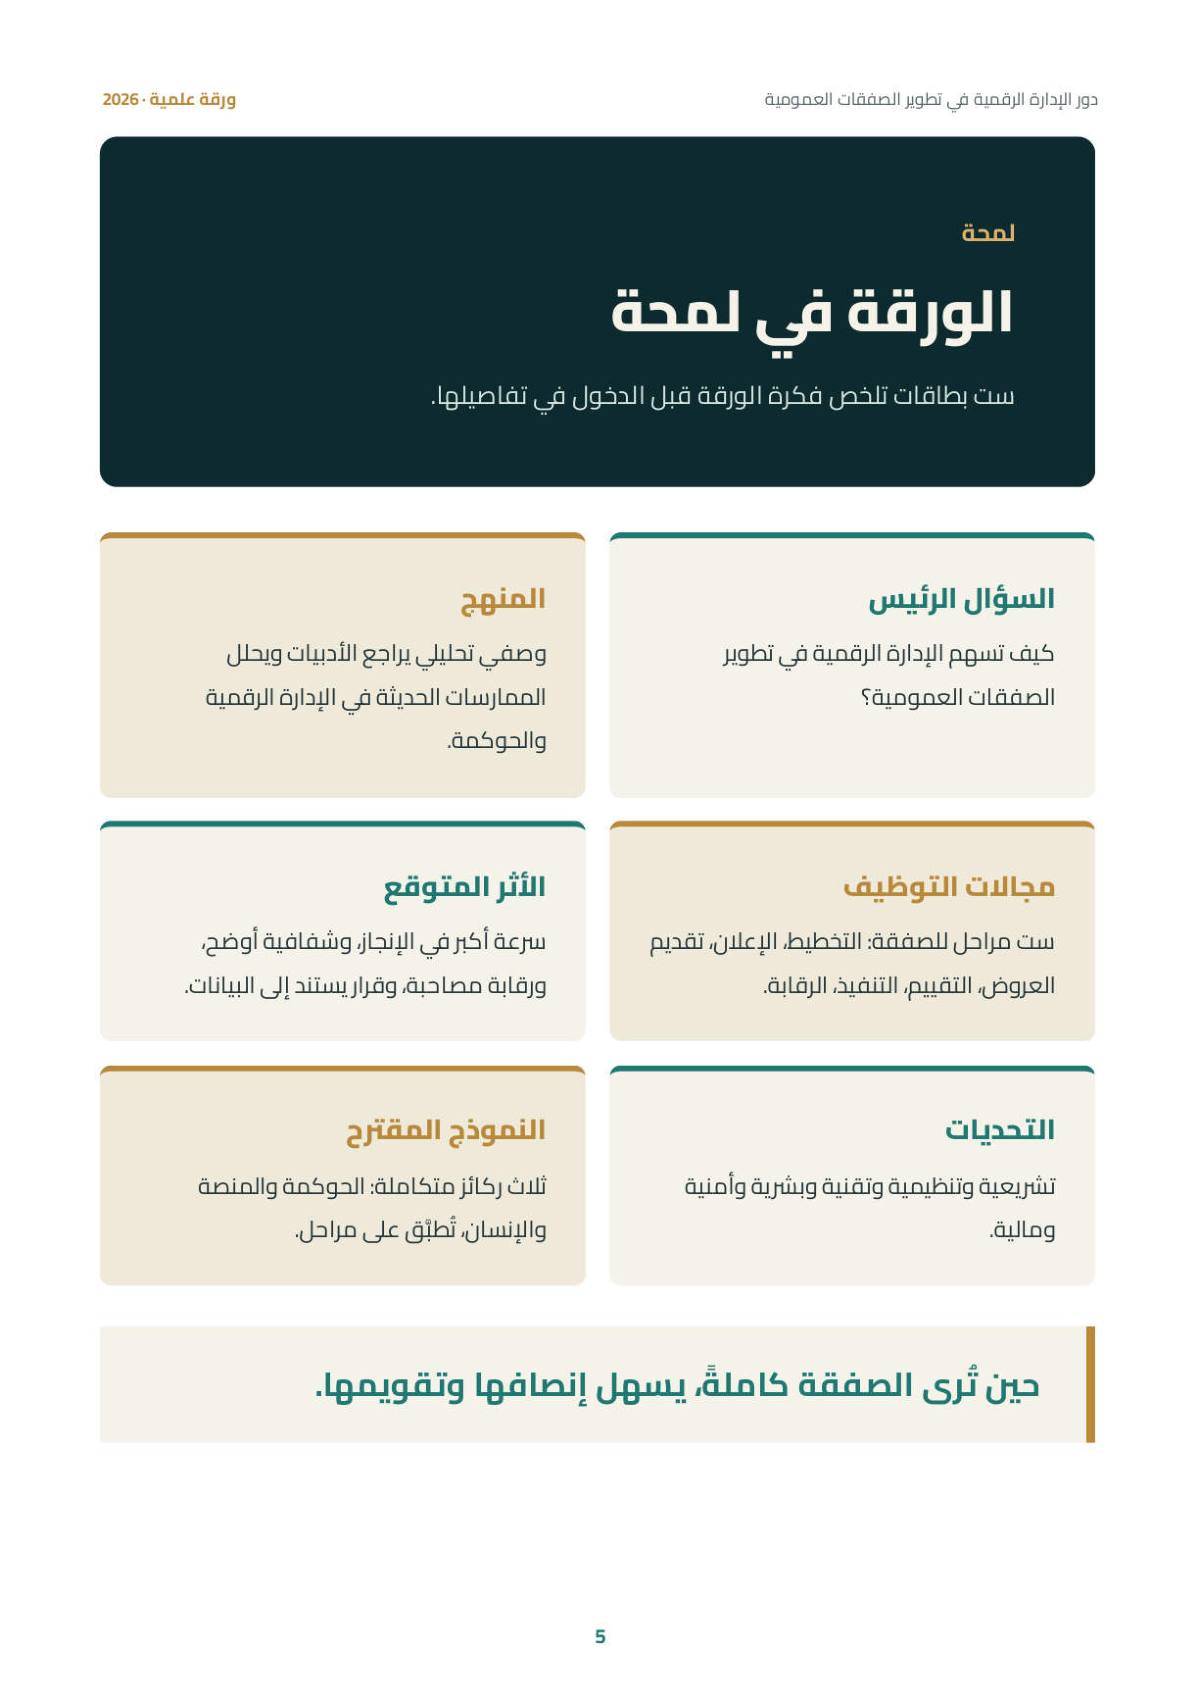 دور الإدارة الرقمية في تطوير الصفقات العمومية
ورقة علمية · 2026
لمحة
الورقة في لمحة
ست بطاقات تلخص فكرة الورقة قبل الدخول في تفاصيلها.
السؤال الرئيس
كيف تسهم الإدارة الرقمية في تطوير
الصفقات العمومية؟
المنهج
وصفي تحليلي يراجع الأدبيات ويحلل
الممارسات الحديثة في الإدارة الرقمية
والحوكمة.
مجالات التوظيف
ست مراحل للصفقة: التخطيط، الإعلان، تقديم
العروض، التقييم، التنفيذ، الرقابة.
الأثر المتوقع
سرعة أكبر في الإنجاز، وشفافية أوضح،
ورقابة مصاحبة، وقرار يستند إلى البيانات.
التحديات
تشريعية وتنظيمية وتقنية وبشرية وأمنية
ومالية.
النموذج المقترح
ثلاث ركائز متكاملة: الحوكمة والمنصة
والإنسان، تُطبَّق على مراحل.
حين تُرى الصفقة كاملةً، يسهل إنصافها وتقويمها.
5